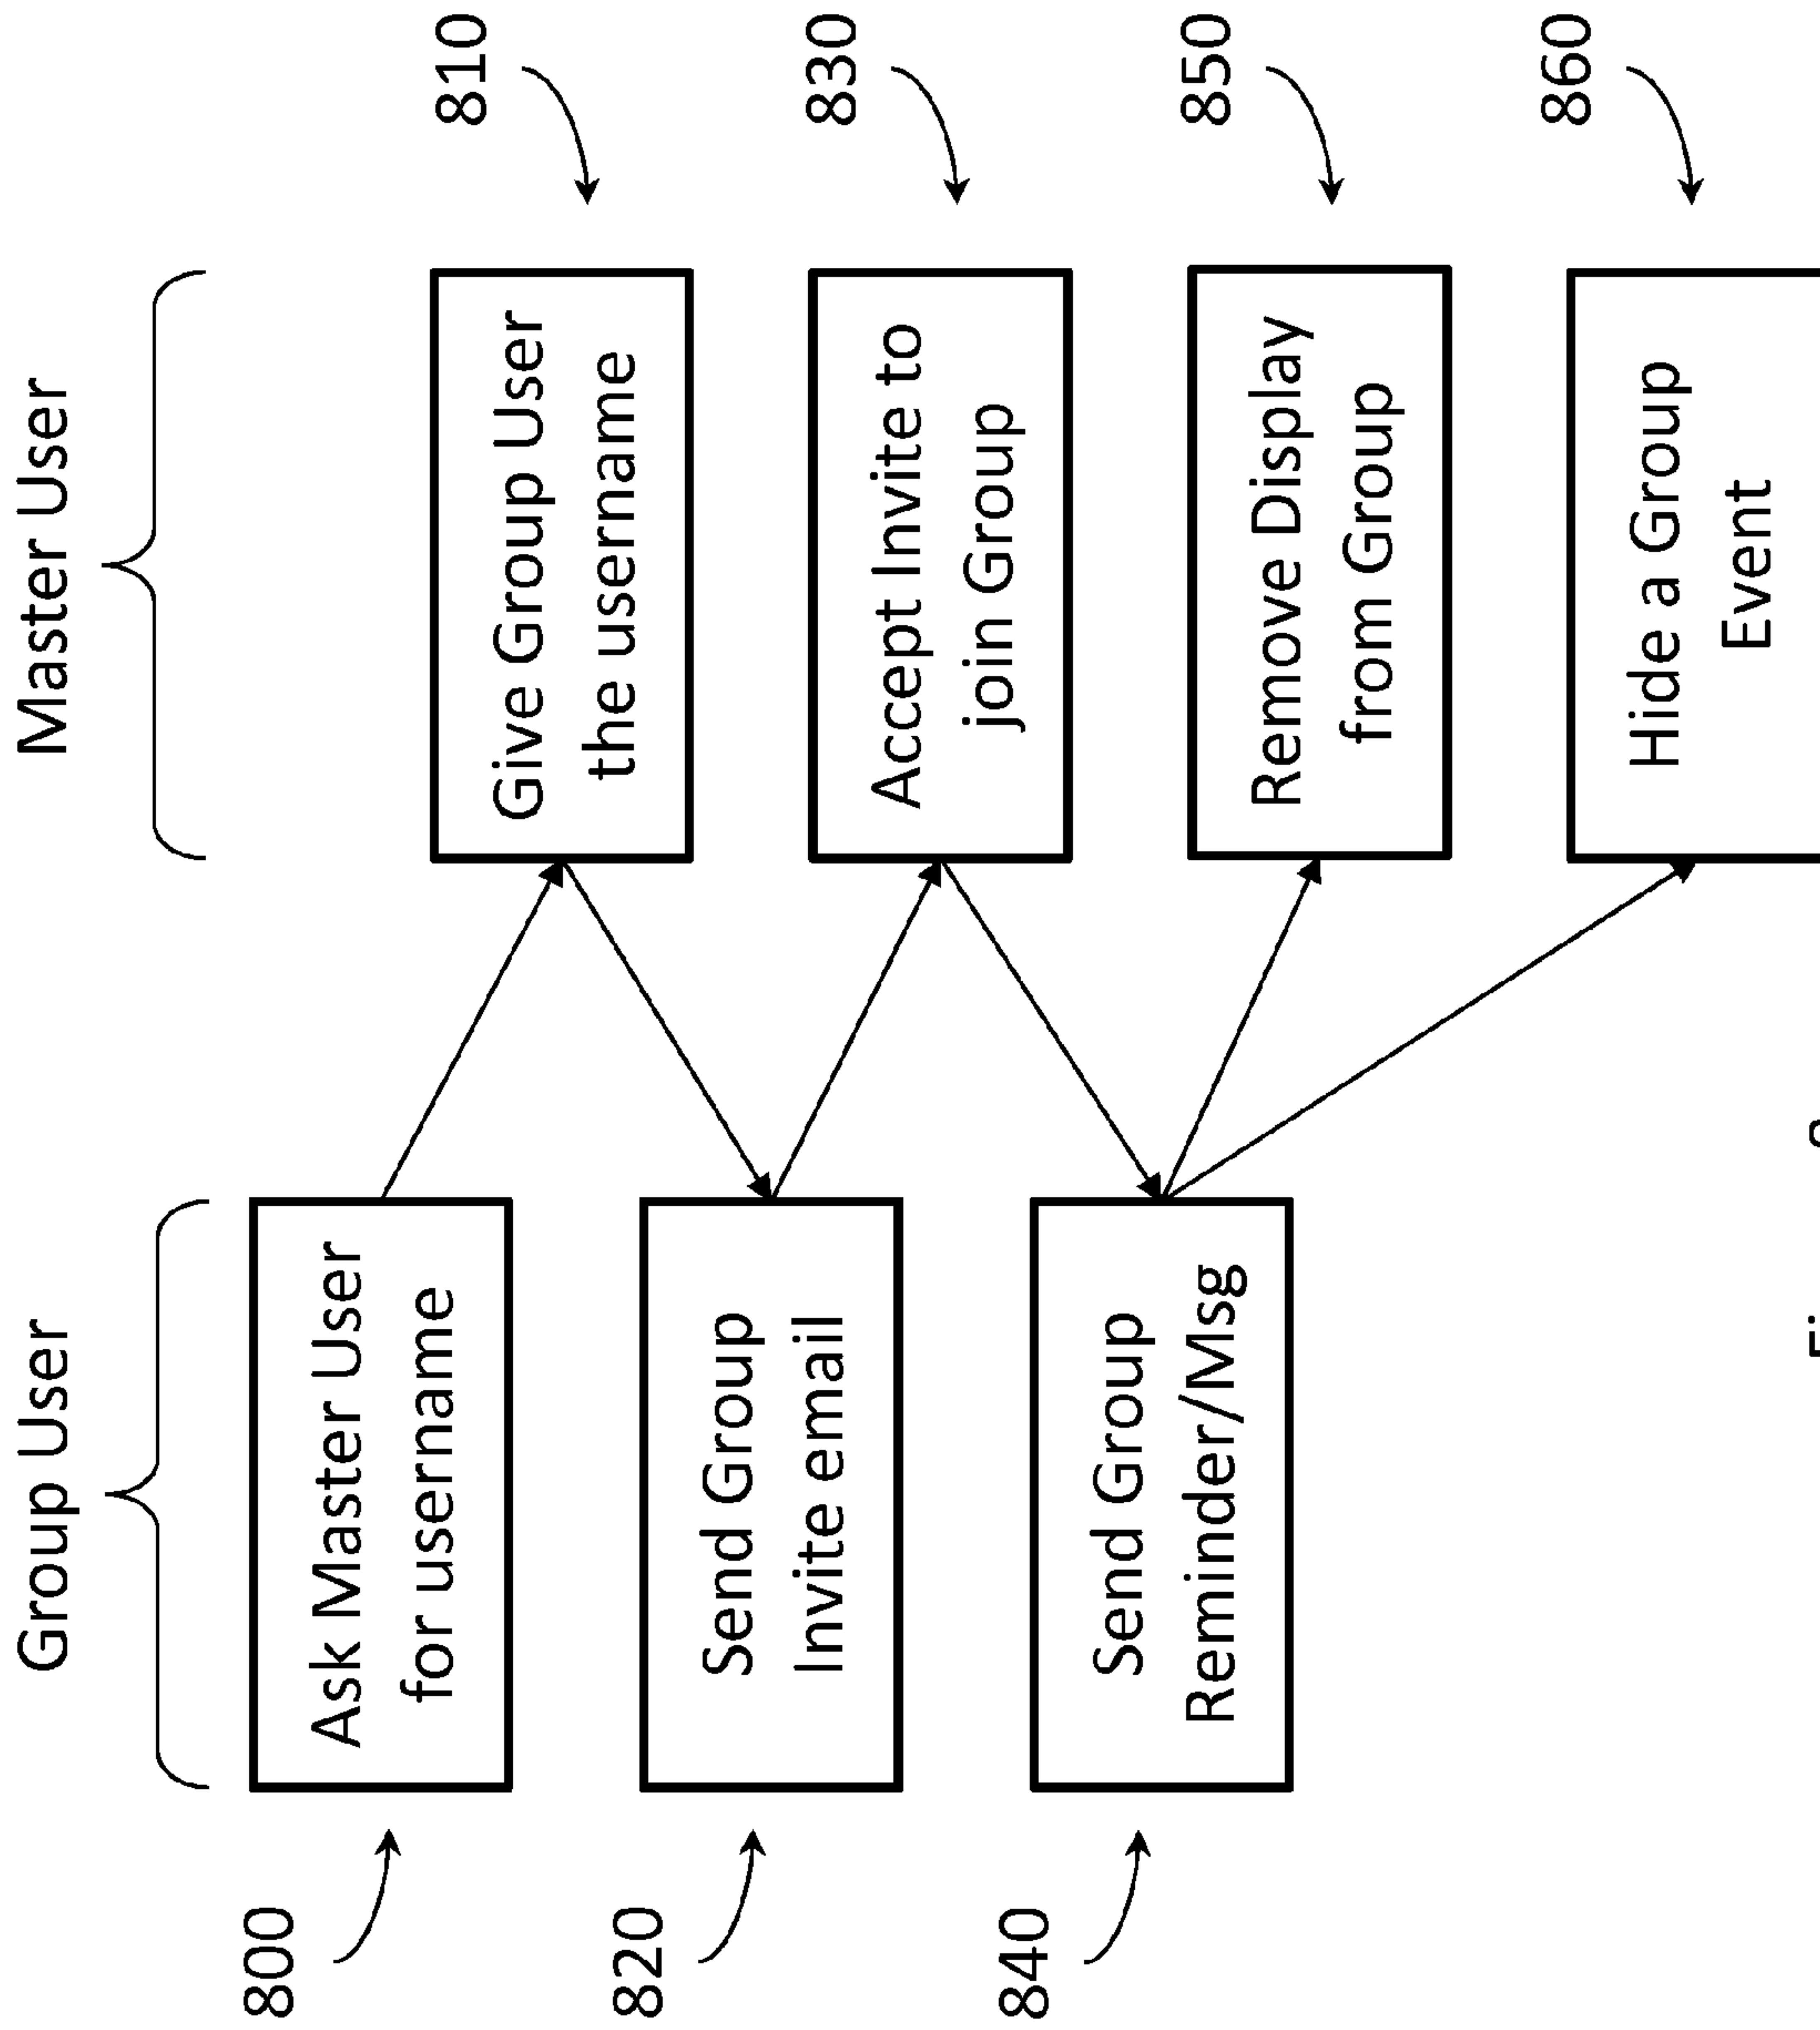 Group User
Master User
800
Ask Master User
for username
Give Group User
the username
810
820
Send Group
Invite email
Accept Invite to
join Group
830
840
Send Group
Reminder/Msg
Remove Display
from Group
850
Hide a Group
Event
860